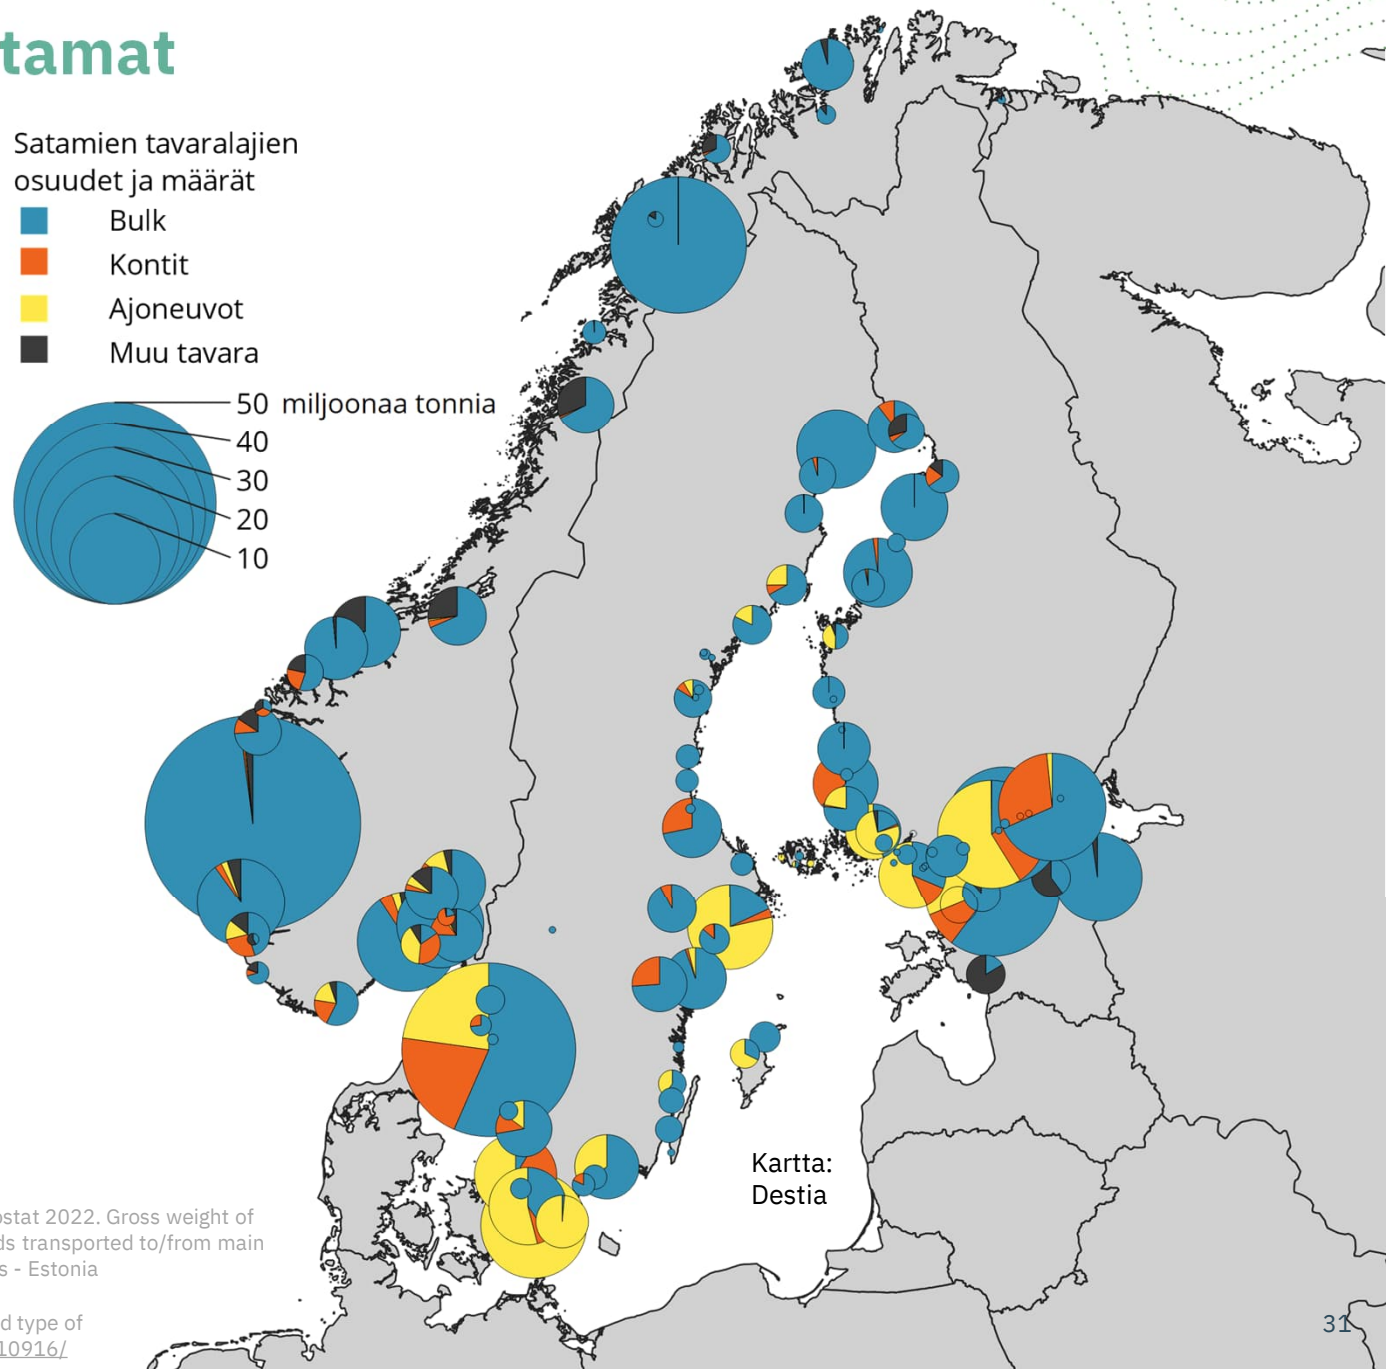 tamat
Satamien tavaralajien
osuudet ja määrät
Bulk
Kontit
Ajoneuvot
Muu tavara
50 miljoonaa tonnia
40
30
20
10
Kartta:
Destia
ostat 2022. Gross weight of
ds transported to/from main
s - Estonia
d type of
10916/
31